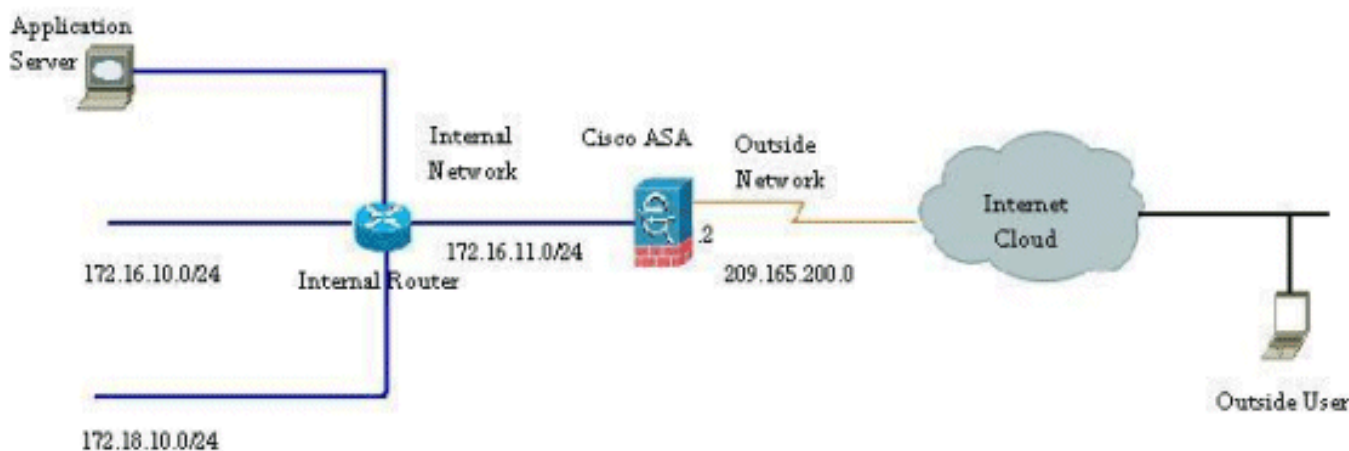 Application
Server
Internal
Network
Cisco ASA
Outside
Network
Internet
Cloud
.2
172.16.10.0/24
Internal Router
172.16.11.0/24
209.165.200.0
Outside User
172.18.10.0/24